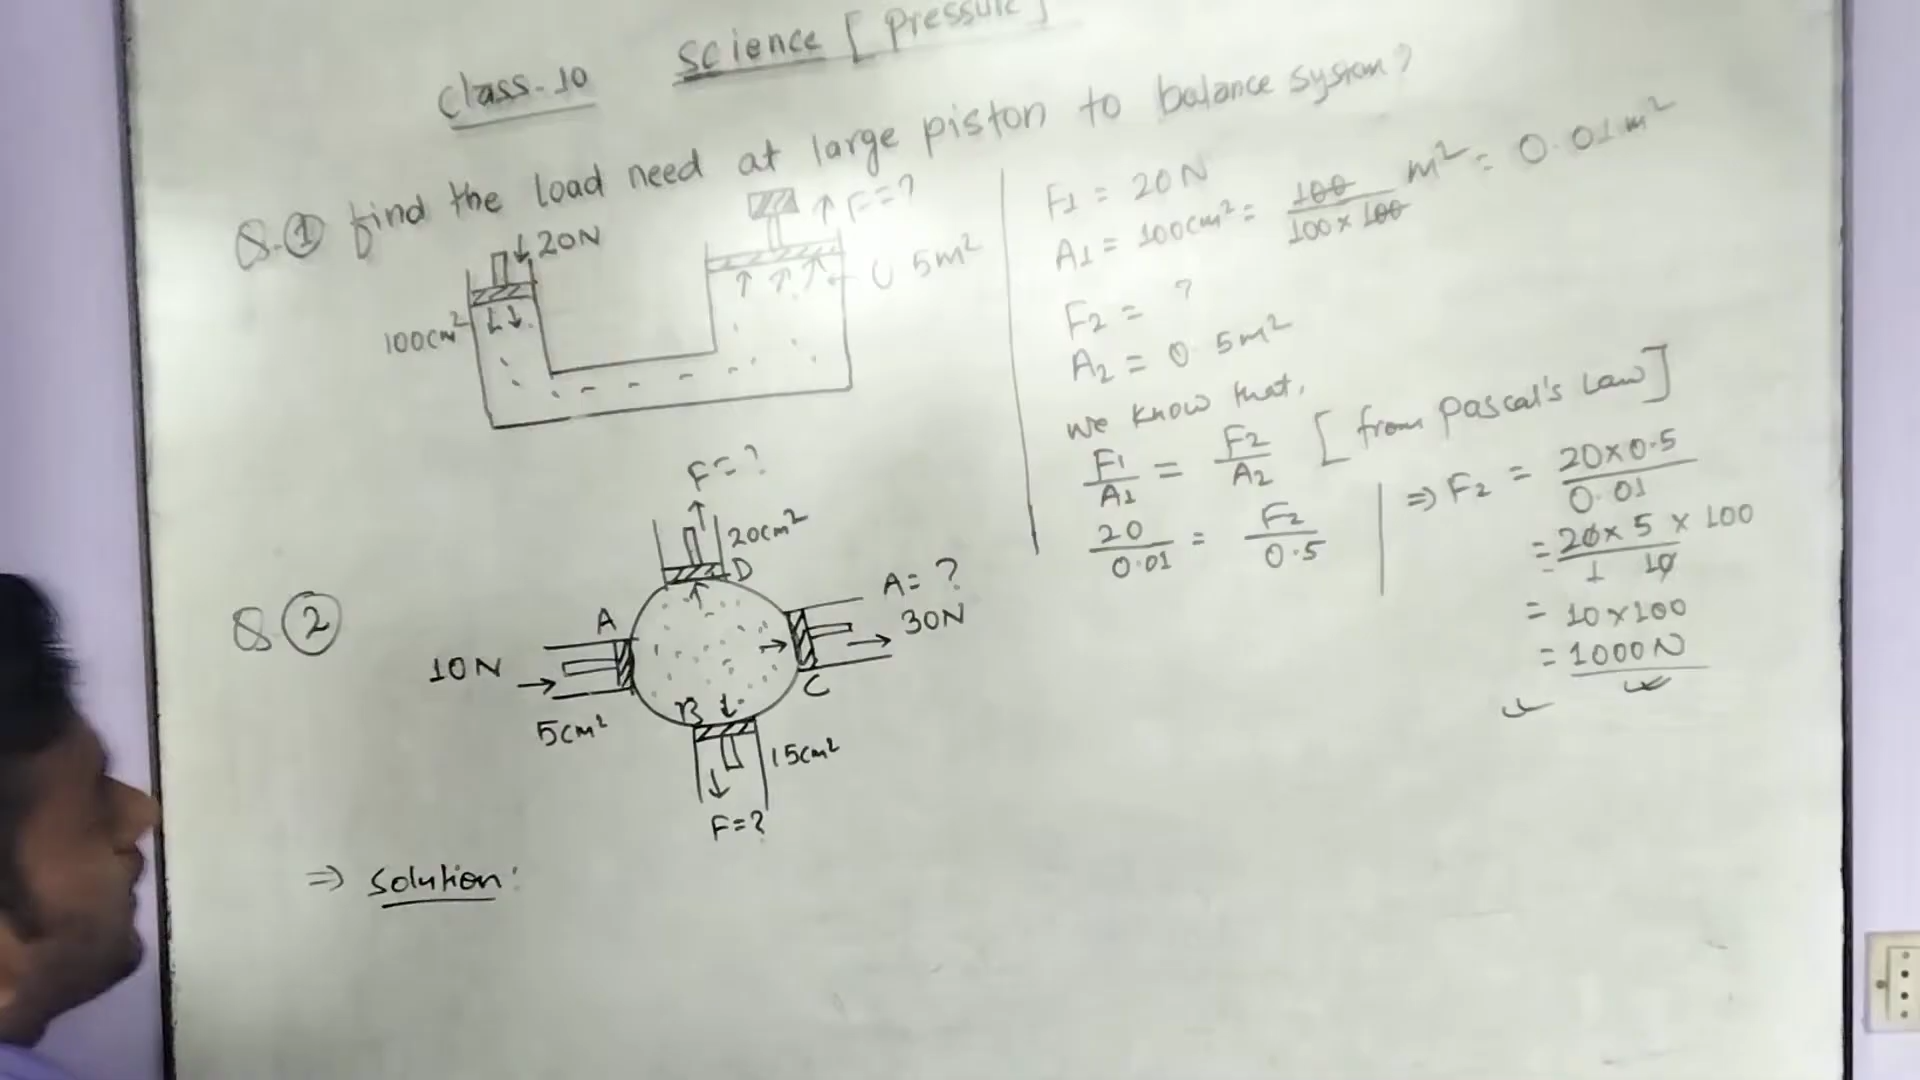 Class-10 Science [Pressure]
Q.① find the load need at large piston to balance system?
20N
F=?
100cm²
0.5m²
F1 = 20N
A1 = 100cm² = 100/100×100 m² = 0.01m²
F2 = ?
A2 = 0.5m²
we know that,
F1/A1 = F2/A2 [from Pascal's Law]
20/0.01 = F2/0.5
⇒ F2 = 20×0.5/0.01
= 20×5×100/1 10
= 10×100
= 1000N
Q②
F=?
20cm²
D
A
A=?
30N
10N
5cm²
C
B
15cm²
F=?
⇒ Solution: